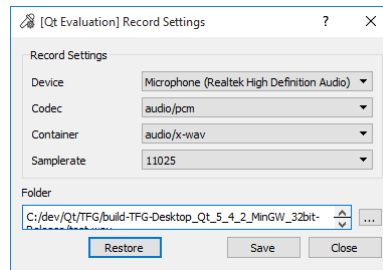 [Qt Evaluation] Record Settings ? X
Record Settings
Device Microphone (Realtek High Definition Audio)
Codec audio/pcm
Container audio/x-wav
Samplerate 11025
Folder
C:/dev/Qt/TFG/build-TFG-Desktop_Qt_5_4_2_MinGW_32bit-
...
Restore Save Close